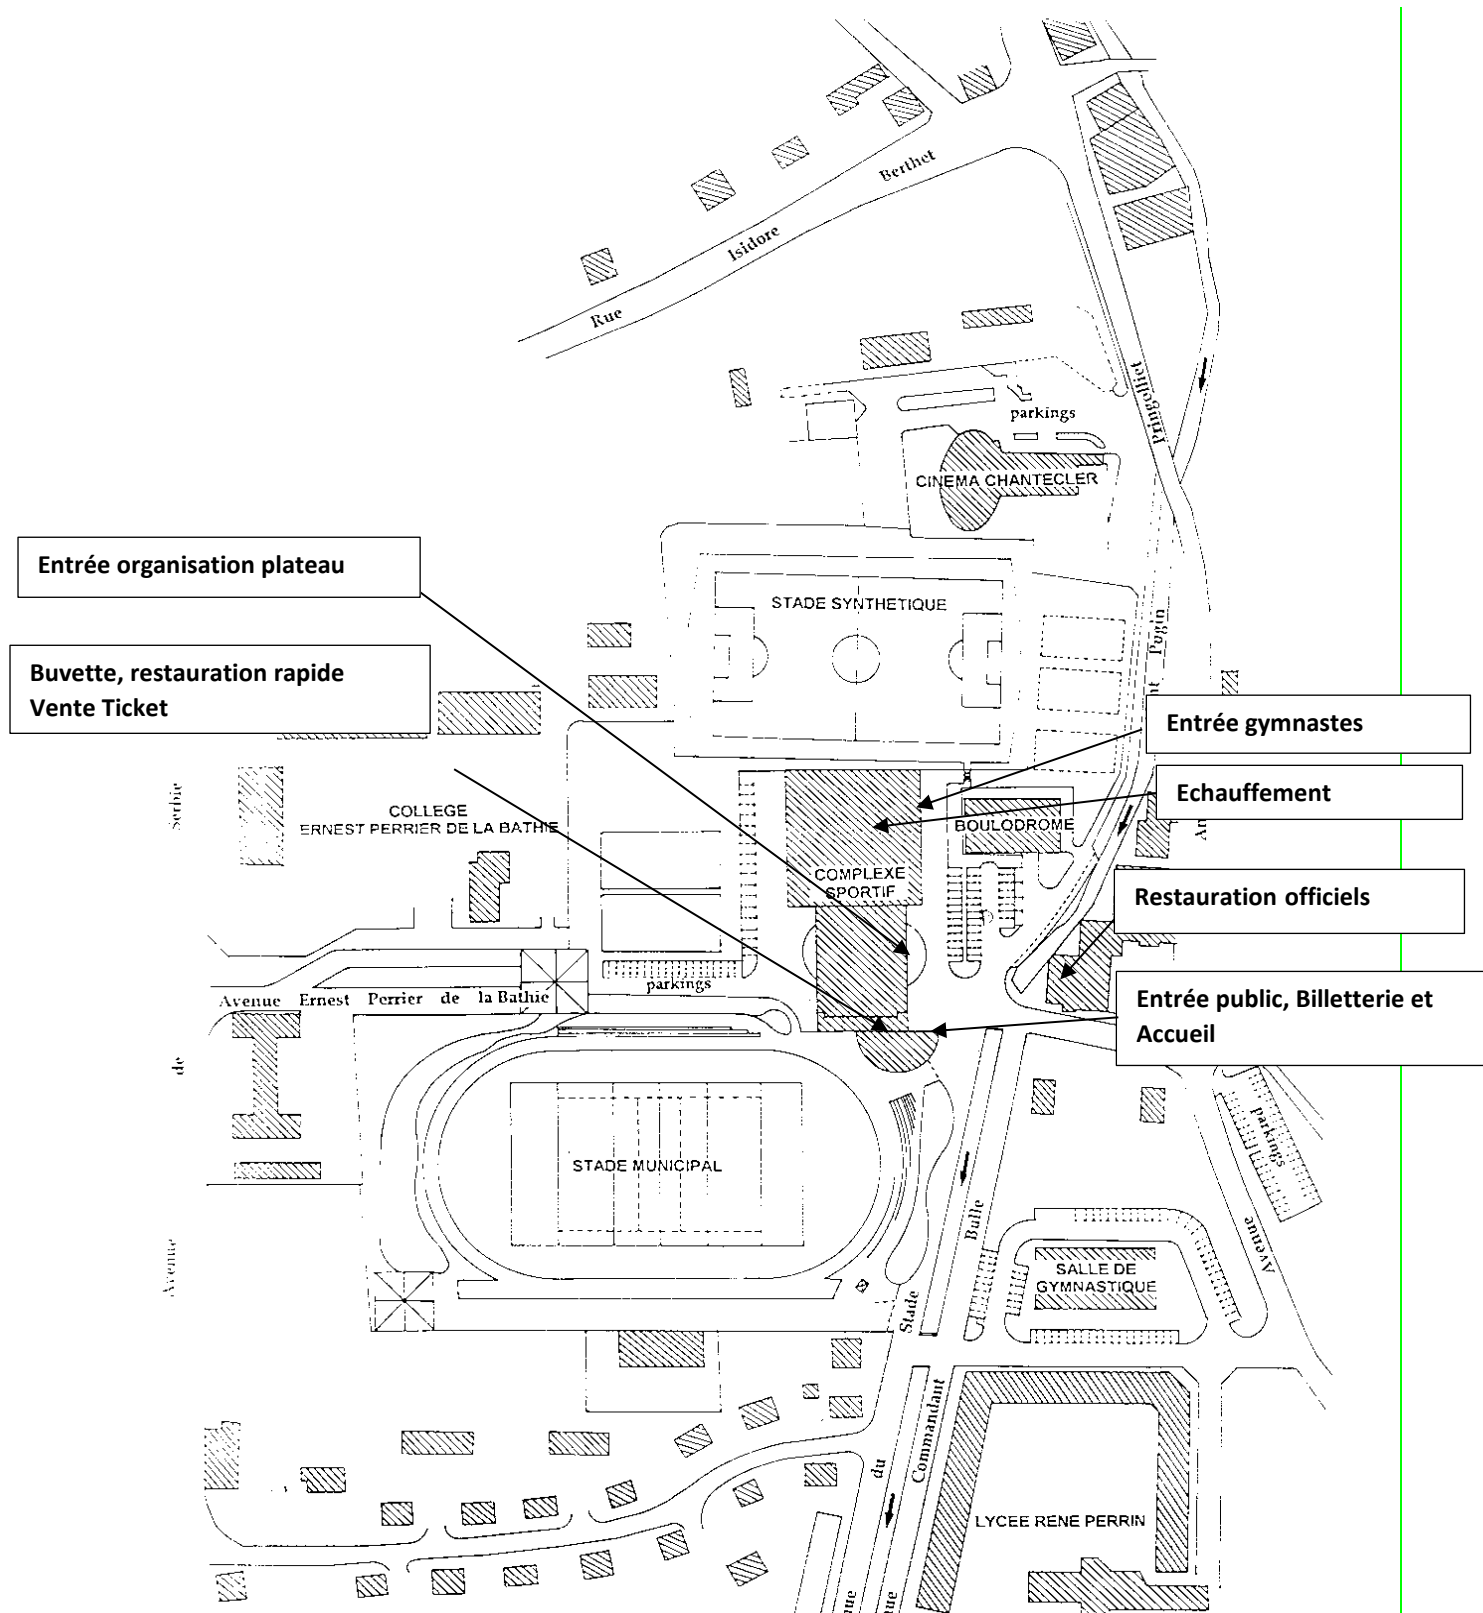 Berthet
Isidore
Rue
Pringolliet
parkings
CINEMA CHANTECLER
Entrée organisation plateau
STADE SYNTHETIQUE
Pugin
Buvette, restauration rapide
Vente Ticket
Entrée gymnastes
Echauffement
Serbie
COLLEGE
ERNEST PERRIER DE LA BATHIE
BOULODROME
COMPLEXE
SPORTIF
Restauration officiels
parkings
Avenue Ernest Perrier de la Bathie
Entrée public, Billetterie et
Accueil
de
parkings
STADE MUNICIPAL
Bulle
Avenue
Avenue
SALLE DE
GYMNASTIQUE
Stade
Commandant
du
LYCEE RENE PERRIN